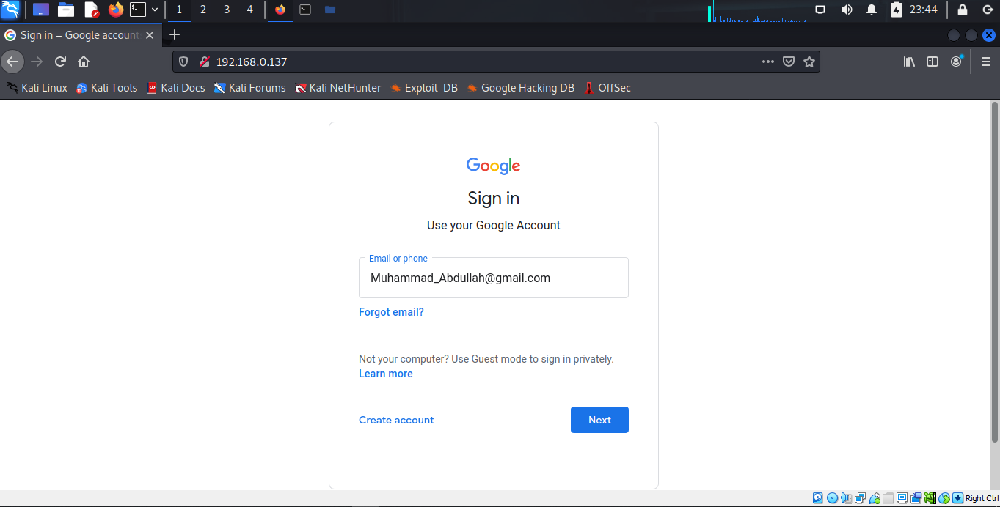 1 2 3 4 23:44
Sign in – Google account
192.168.0.137
Kali Linux Kali Tools Kali Docs Kali Forums Kali NetHunter Exploit-DB Google Hacking DB OffSec
Google
Sign in
Use your Google Account
Email or phone
Muhammad_Abdullah@gmail.com
Forgot email?
Not your computer? Use Guest mode to sign in privately.
Learn more
Create account Next
Right Ctrl